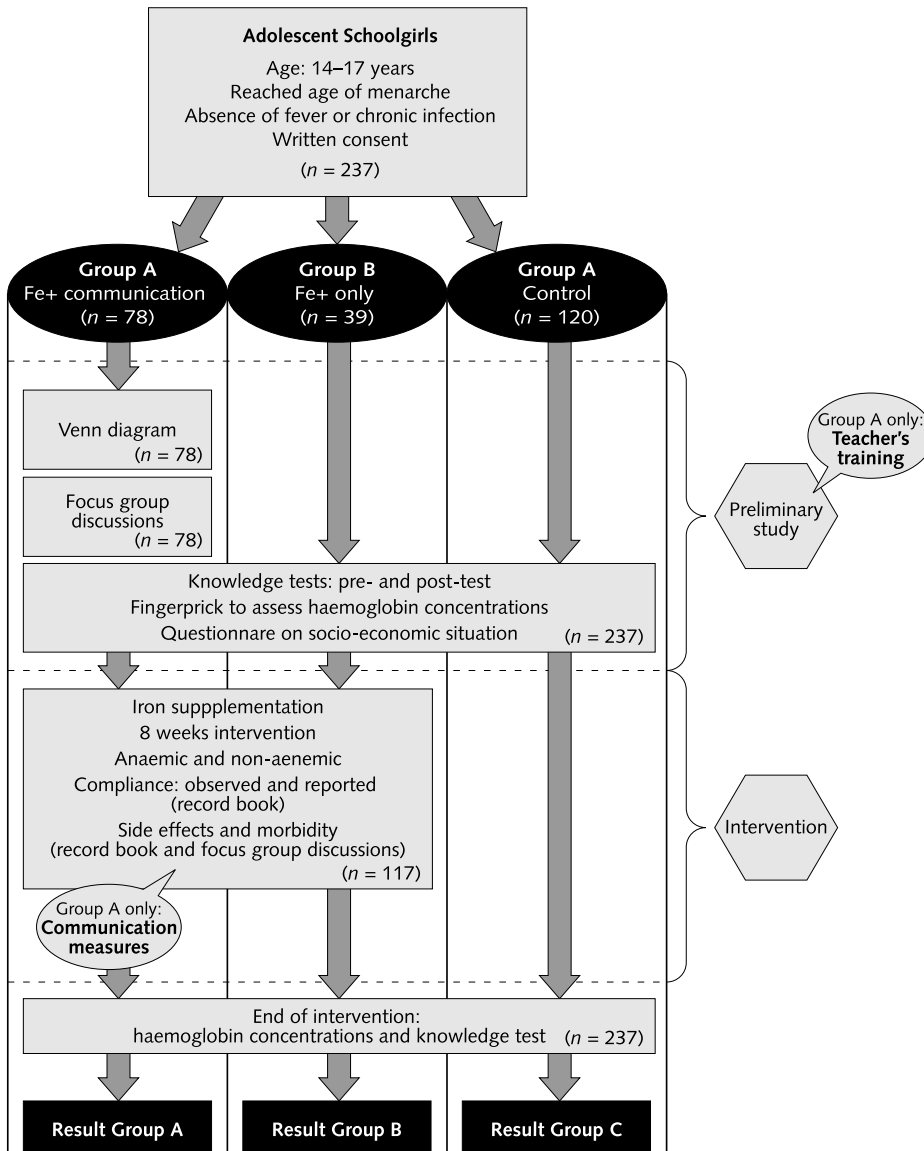 Adolescent Schoolgirls
Age: 14–17 years
Reached age of menarche
Absence of fever or chronic infection
Written consent
(n = 237)
Group A
Fe+ communication
(n = 78)
Group B
Fe+ only
(n = 39)
Group A
Control
(n = 120)
Venn diagram
(n = 78)
Focus group
discussions
(n = 78)
Group A only:
Teacher's
training
Preliminary
study
Knowledge tests: pre- and post-test
Fingerprick to assess haemoglobin concentrations
Questionnare on socio-economic situation
(n = 237)
Iron suppplementation
8 weeks intervention
Anaemic and non-aenemic
Compliance: observed and reported
(record book)
Side effects and morbidity
(record book and focus group discussions)
(n = 117)
Group A only:
Communication
measures
Intervention
End of intervention:
haemoglobin concentrations and knowledge test
(n = 237)
Result Group A
Result Group B
Result Group C